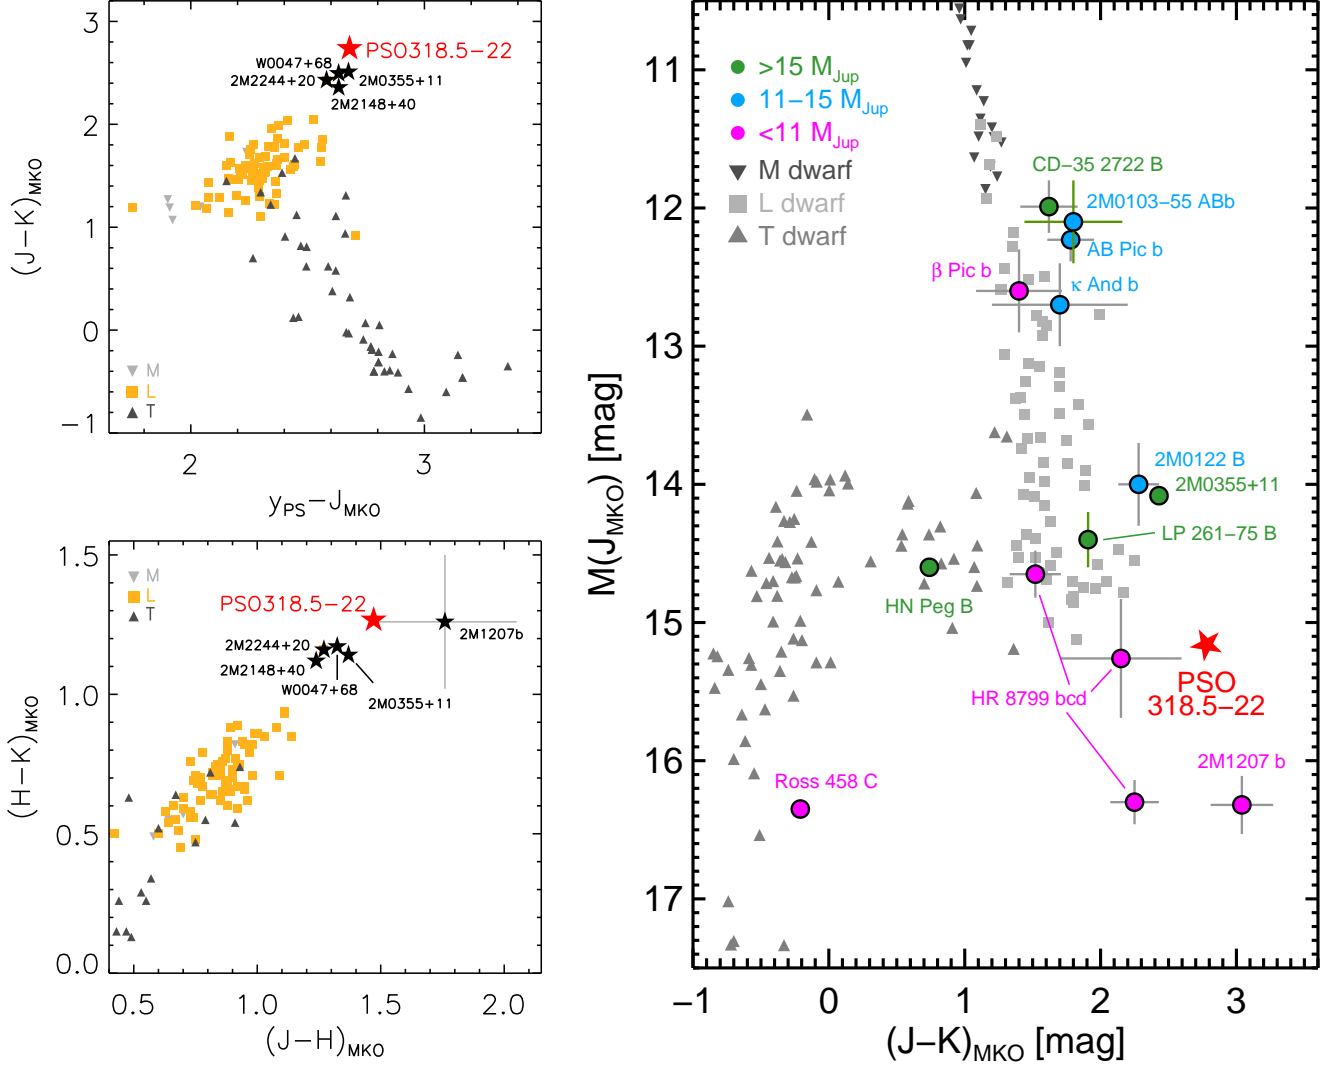 3
2
1
0
−1
(J−K)MKO
PSO318.5−22
W0047+68
2M2244+20
2M0355+11
2M2148+40
M
L
T
2
3
yPS−JMKO
1.5
1.0
0.5
0.0
(H−K)MKO
M
L
T
PSO318.5−22
2M1207b
2M2244+20
2M2148+40
W0047+68
2M0355+11
0.5
1.0
1.5
2.0
(J−H)MKO
11
12
13
14
15
16
17
M(JMKO) [mag]
>15 MJup
11−15 MJup
<11 MJup
M dwarf
L dwarf
T dwarf
CD−35 2722 B
2M0103−55 ABb
AB Pic b
β Pic b
κ And b
2M0122 B
2M0355+11
LP 261−75 B
HN Peg B
HR 8799 bcd
PSO
318.5−22
2M1207 b
Ross 458 C
−1
0
1
2
3
(J−K)MKO [mag]